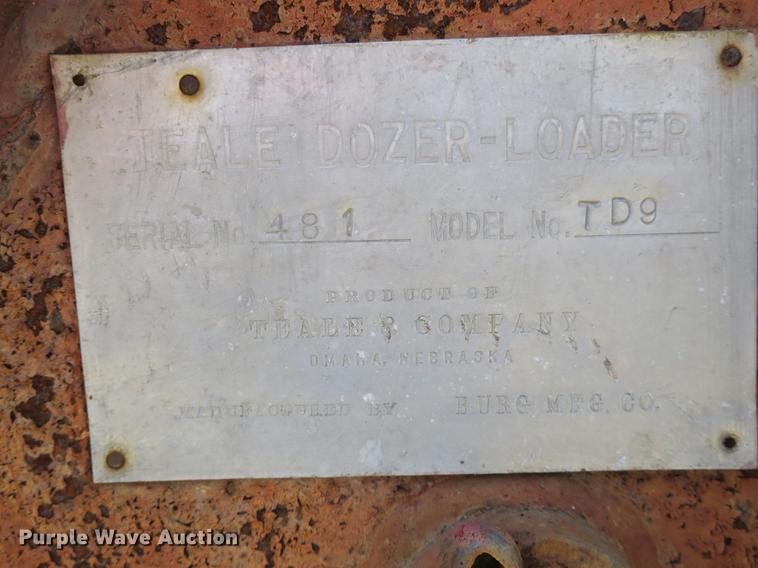 TEALE DOZER-LOADER
SERIAL No. 481 MODEL No. TD9
PRODUCT OF
TEALE & COMPANY
OMAHA, NEBRASKA
MANUFACTURED BY BURG MFG. CO.
Purple Wave Auction®